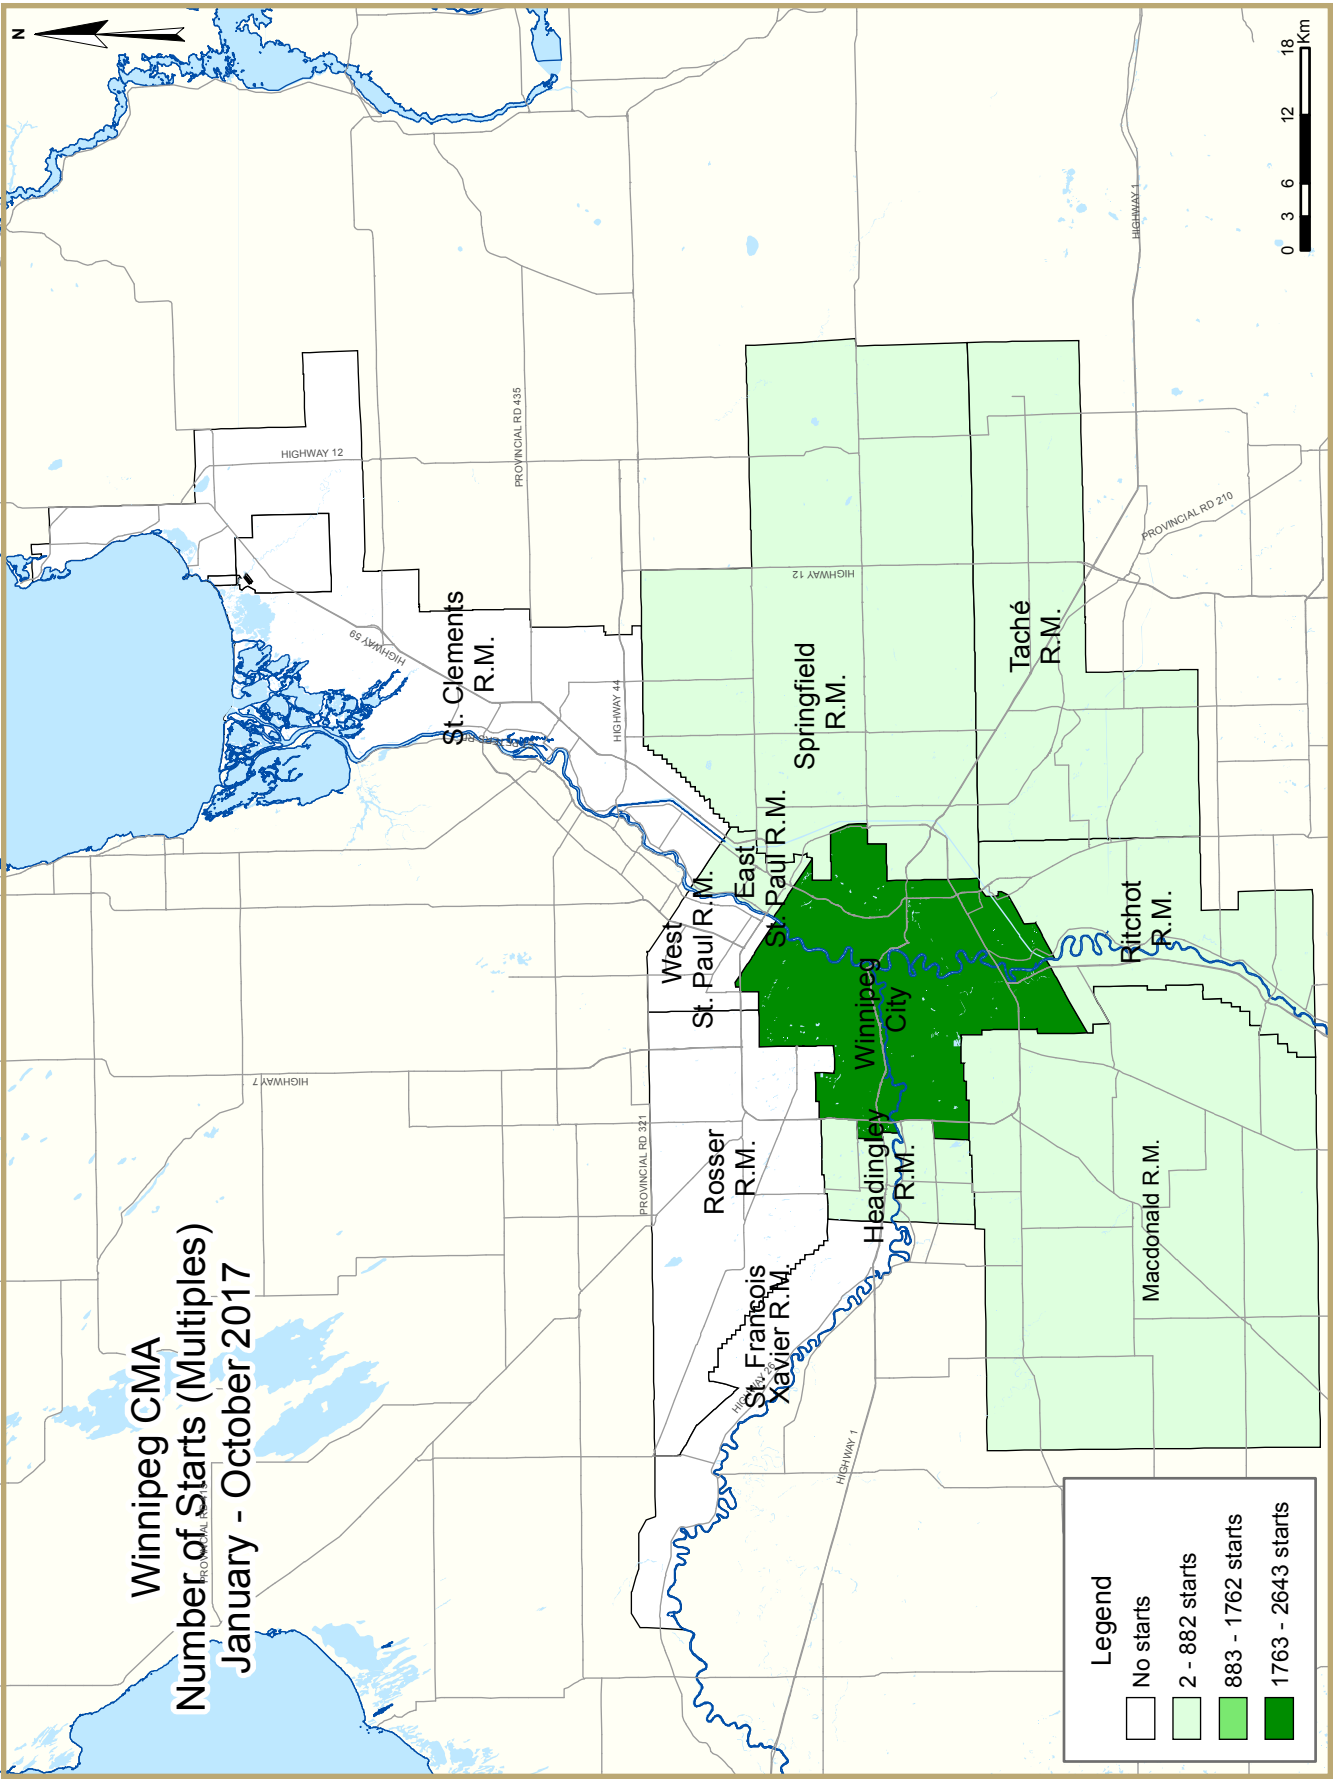 Winnipeg CMA
Number of Starts (Multiples)
January - October 2017
N
HIGHWAY 12
PROVINCIAL RD 435
HIGHWAY 59
St. Clements
R.M.
HIGHWAY 44
HIGHWAY 7
PROVINCIAL RD 321
West
St. Paul R.M.
East
St. Paul R.M.
Rosser
R.M.
Springfield
R.M.
HIGHWAY 12
St. Francois
Xavier R.M.
HIGHWAY 26
Headingley
R.M.
Winnipeg
City
HIGHWAY 1
Taché
R.M.
Ritchot
R.M.
Macdonald R.M.
HIGHWAY 1
PROVINCIAL RD 210
Legend
No starts
2 - 882 starts
883 - 1762 starts
1763 - 2643 starts
0 3 6 12 18
Km